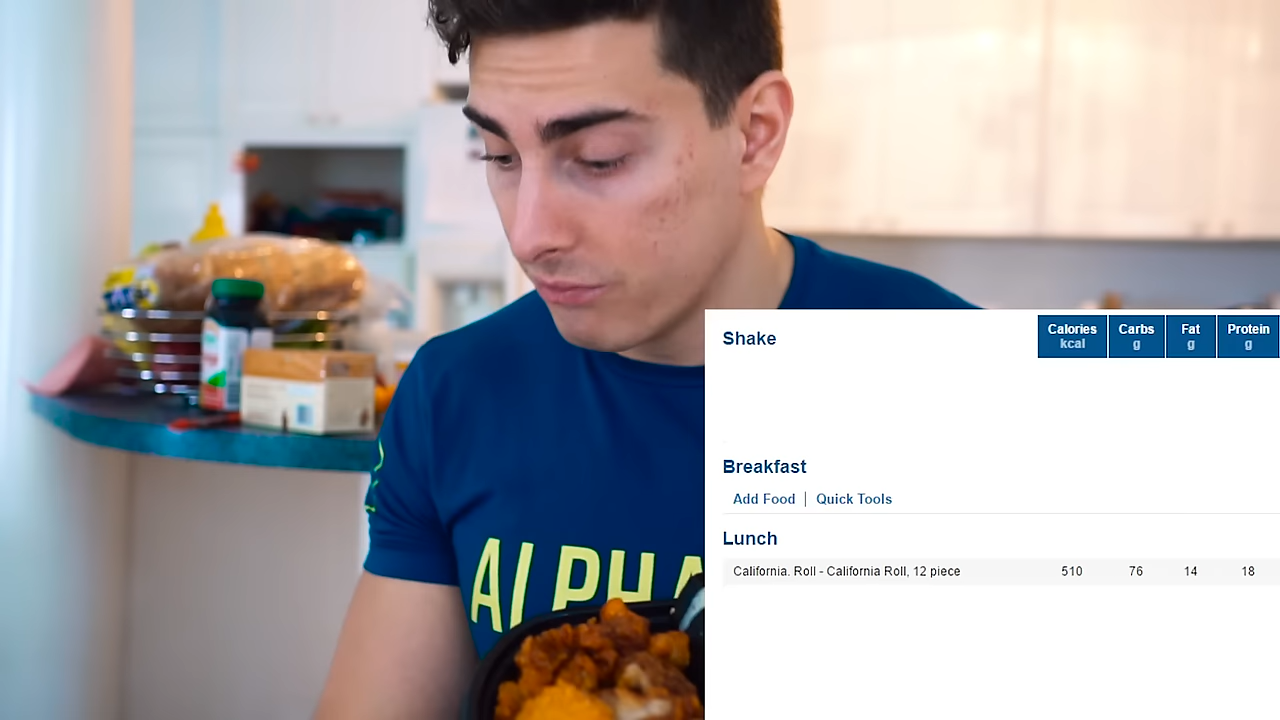 Shake
Calories Carbs Fat Protein
kcal g g g
Breakfast
Add Food | Quick Tools
Lunch
California. Roll - California Roll, 12 piece 510 76 14 18
ALPHA